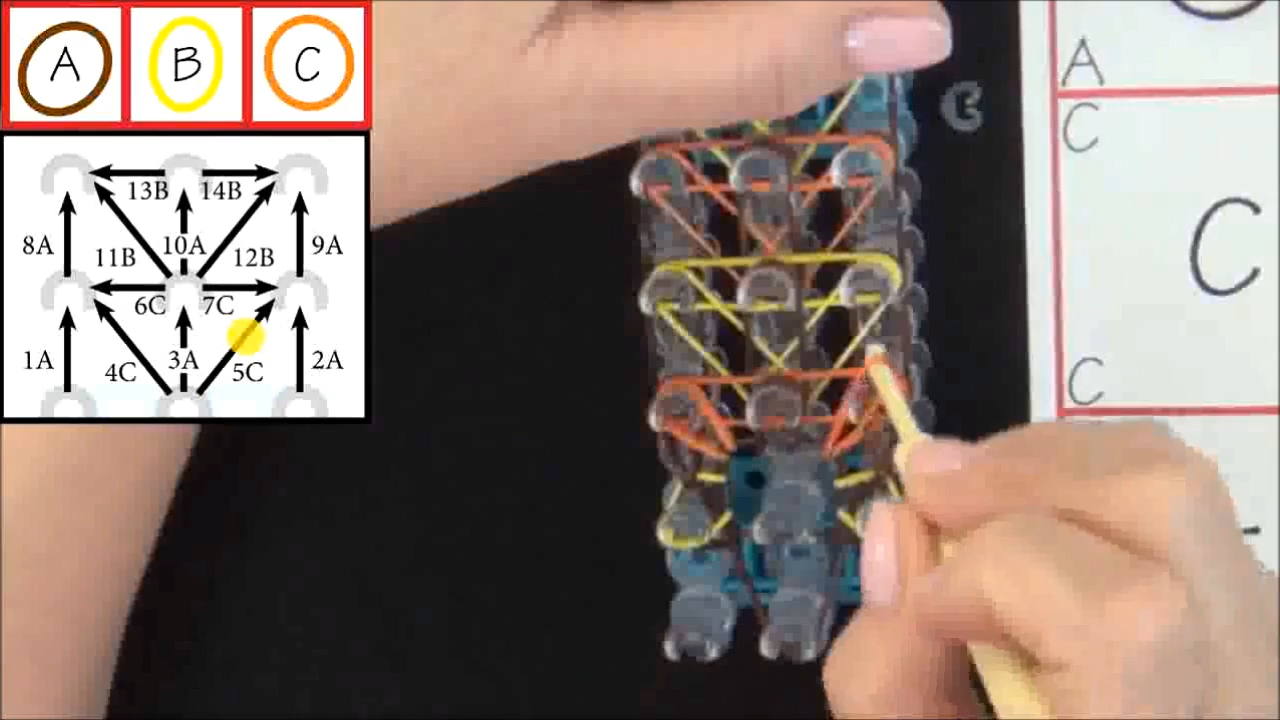 A B C
13B 14B
8A 11B 10A 12B 9A
6C 7C
1A 4C 3A 5C 2A
A
C
C
C
C